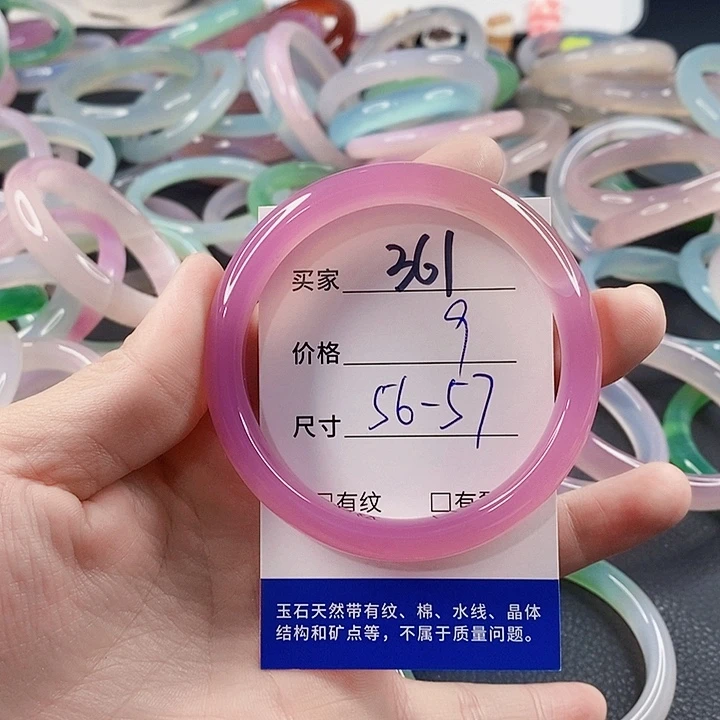 买家 361
价格 9
尺寸 56-57
有纹 □有
玉石天然带有纹、棉、水线、晶体
结构和矿点等，不属于质量问题。